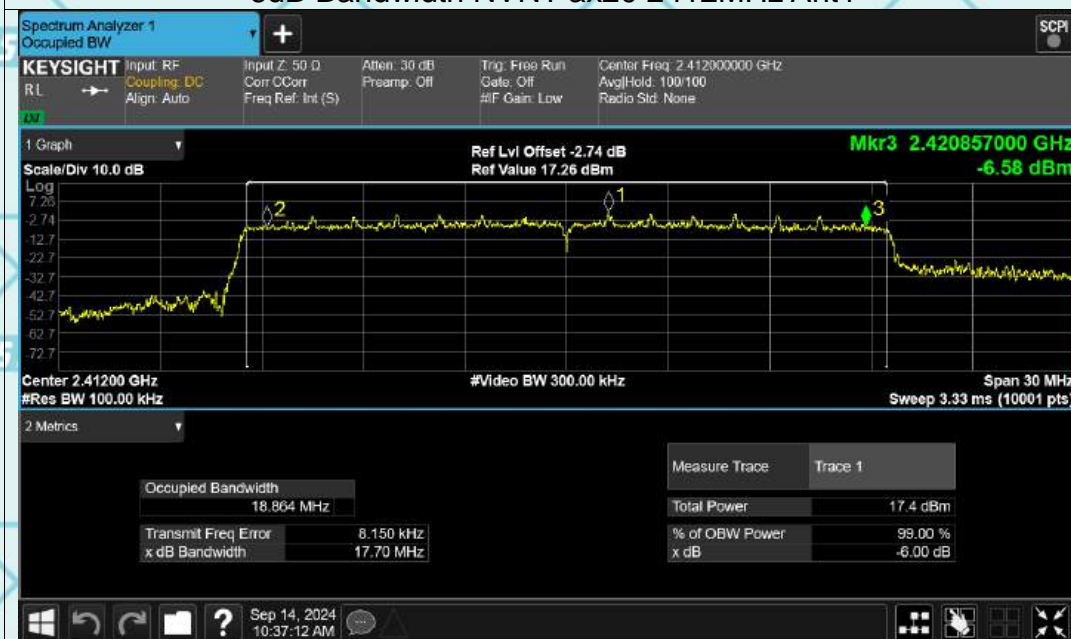 Spectrum Analyzer 1
Occupied BW
+
SCPI
KEYSIGHT Input: RF Input Z: 50 Ω Atten: 30 dB Trig: Free Run Center Freq: 2.412000000 GHz
RL Coupling: DC Corr CCorr Preamp: Off Gate: Off Avg|Hold: 100/100
Align: Auto Freq Ref: Int (S) #IF Gain: Low Radio Std: None
1 Graph
Ref Lvl Offset -2.74 dB
Mkr3 2.420857000 GHz
Scale/Div 10.0 dB
Ref Value 17.26 dBm
-6.58 dBm
Log
7.26
-2.74
-12.7
-22.7
-32.7
-42.7
-52.7
-62.7
-72.7
2
1
3
Center 2.41200 GHz #Video BW 300.00 kHz Span 30 MHz
#Res BW 100.00 kHz Sweep 3.33 ms (10001 pts)
2 Metrics
Measure Trace Trace 1
Occupied Bandwidth
18.864 MHz
Total Power 17.4 dBm
Transmit Freq Error 8.150 kHz
% of OBW Power 99.00 %
x dB Bandwidth 17.70 MHz
x dB -6.00 dB
? Sep 14, 2024
10:37:12 AM